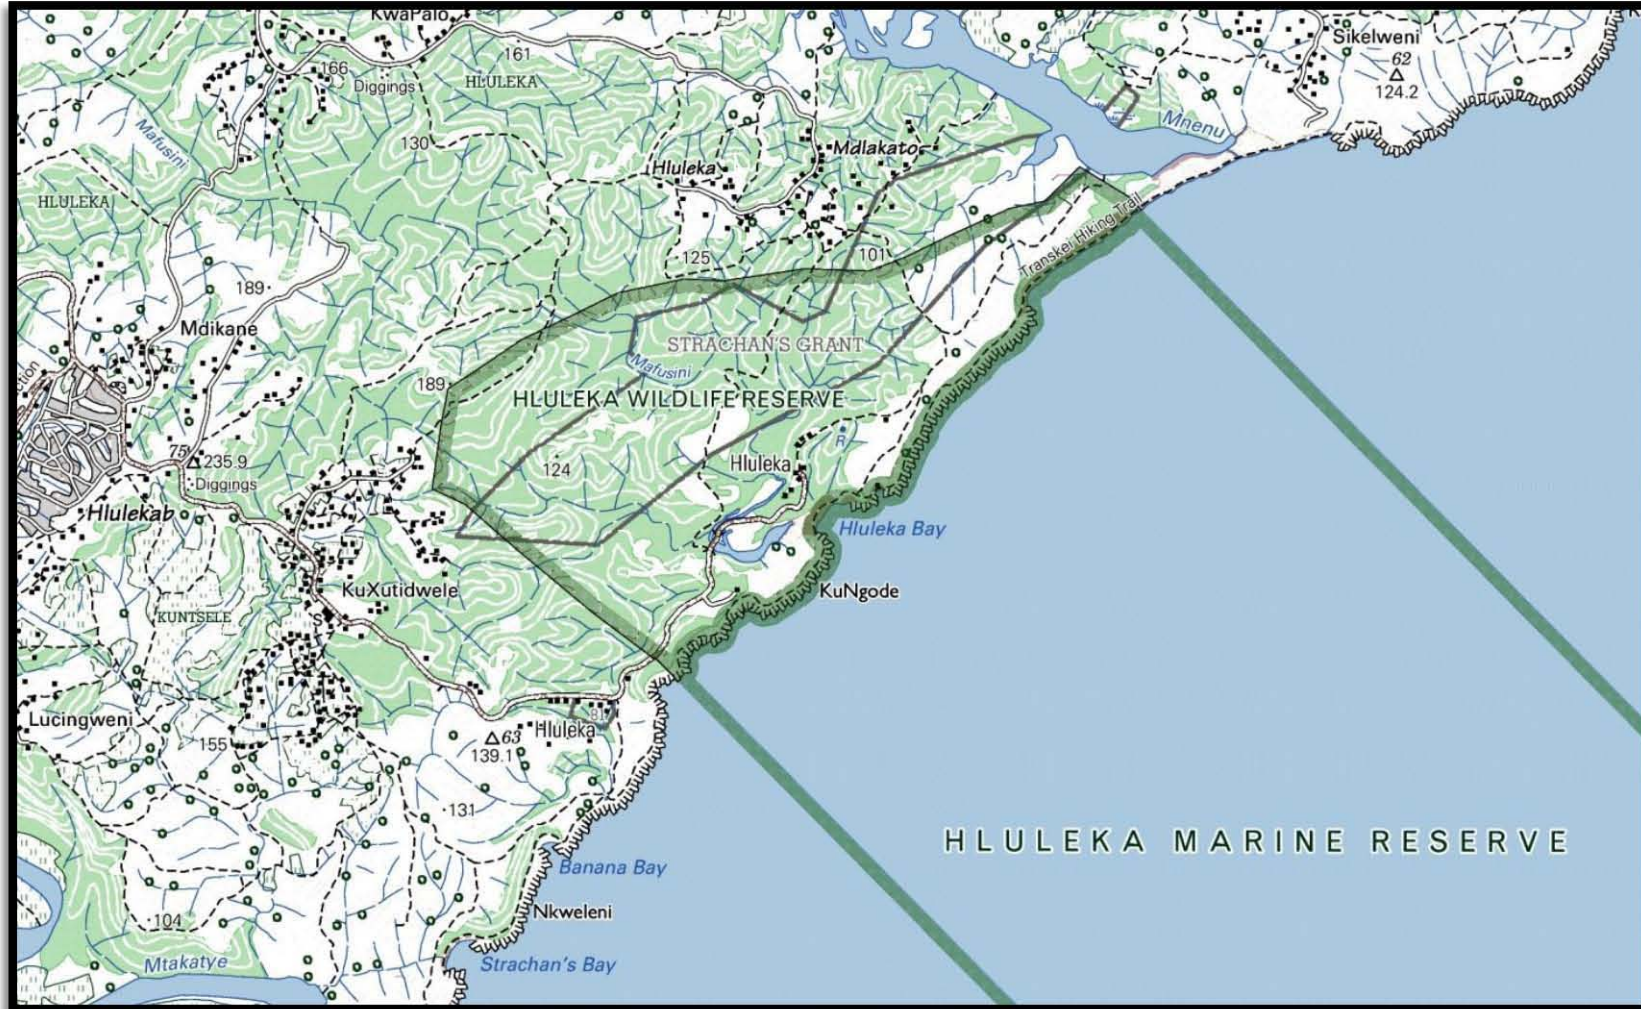 KwaPalo
161
Sikelweni
62
124.2
166
Diggings
HLULEKA
Mnenu
Mafusini
130
Mdlakato
Hluleka
HLULEKA
Transkei Hiking Trail
125
101
189
Mdikane
STRACHAN'S GRANT
Mafusini
189
HLULEKA WILDLIFE RESERVE
R
75
235.9
Diggings
124
Hluleka
Hlulekab
Hluleka Bay
KuXutidwele
KuNgode
KUNTSELE
S
Lucingweni
155
63
139.1
Hluleka
81
131
HLULEKA MARINE RESERVE
Banana Bay
104
Nkweleni
Mtakatye
Strachan's Bay